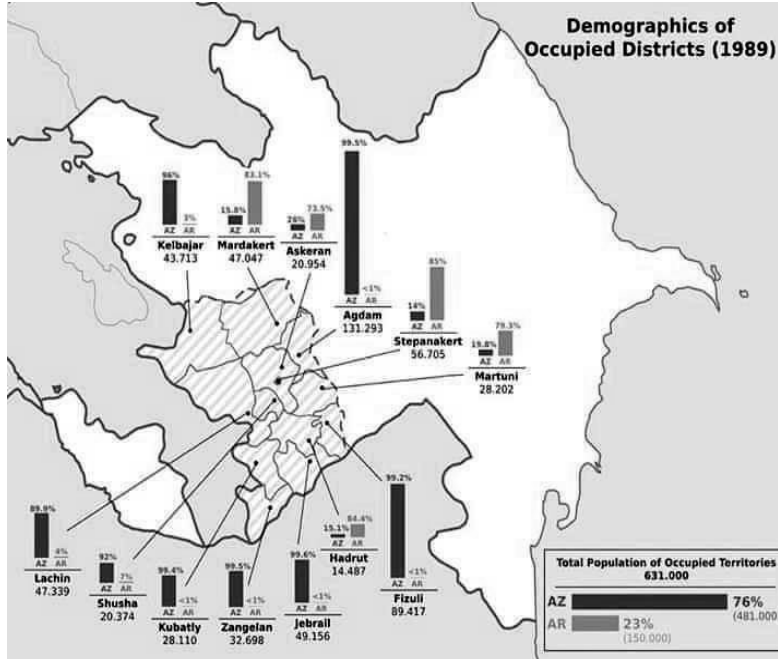 Demographics of
Occupied Districts (1989)
96%
3%
AZ AR
Kelbajar
43.713
15.8%
83.1%
AZ AR
Mardakert
47.047
26%
73.5%
AZ AR
Askeran
20.954
99.5%
<1%
AZ AR
Agdam
131.293
14%
85%
AZ AR
Stepanakert
56.705
19.8%
79.3%
AZ AR
Martuni
28.202
89.9%
4%
AZ AR
Lachin
47.339
92%
7%
AZ AR
Shusha
20.374
99.4%
<1%
AZ AR
Kubatly
28.110
99.5%
<1%
AZ AR
Zangelan
32.698
99.6%
<1%
AZ AR
Jebrail
49.156
15.1%
84.4%
AZ AR
Hadrut
14.487
99.2%
<1%
AZ AR
Fizuli
89.417
Total Population of Occupied Territories
631.000
AZ 76%
(481.000)
AR 23%
(150.000)